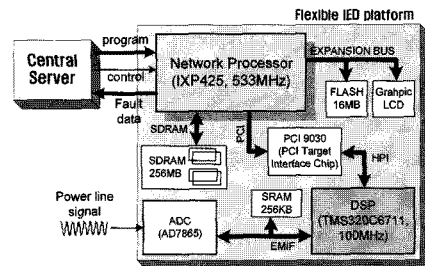 Flexible IED platform
Central
Server
program
control
Fault
data
Network Processor
(IXP425, 533MHz)
EXPANSION BUS
FLASH
16MB
Grahpic
LCD
SDRAM
PCI
SDRAM
256MB
PCI 9030
(PCI Target
Interface Chip)
HPI
Power line
signal
ADC
(AD7865)
SRAM
256KB
EMIF
DSP
(TMS320C6711,
100MHz)